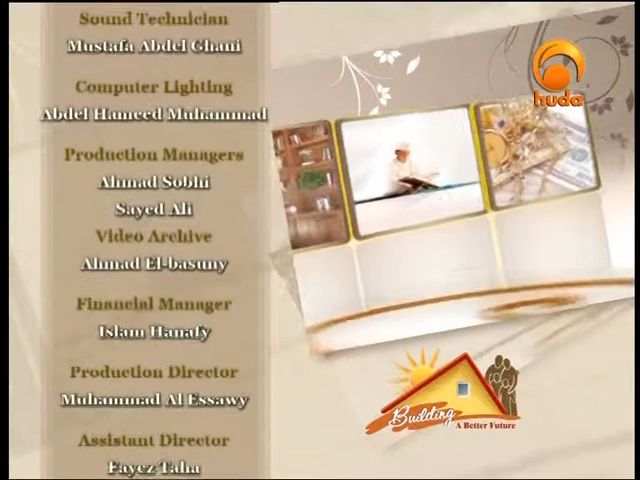 Sound Technician
Mustafa Abdel Ghani
Computer Lighting
Abdel Hameed Muhammad
Production Managers
Ahmad Sobhi
Sayed Ali
Video Archive
Ahmad El-basuny
Financial Manager
Islam Hanafy
Production Director
Muhammad Al Essawy
Assistant Director
Fayez Taha
huda
Building
A Better Future